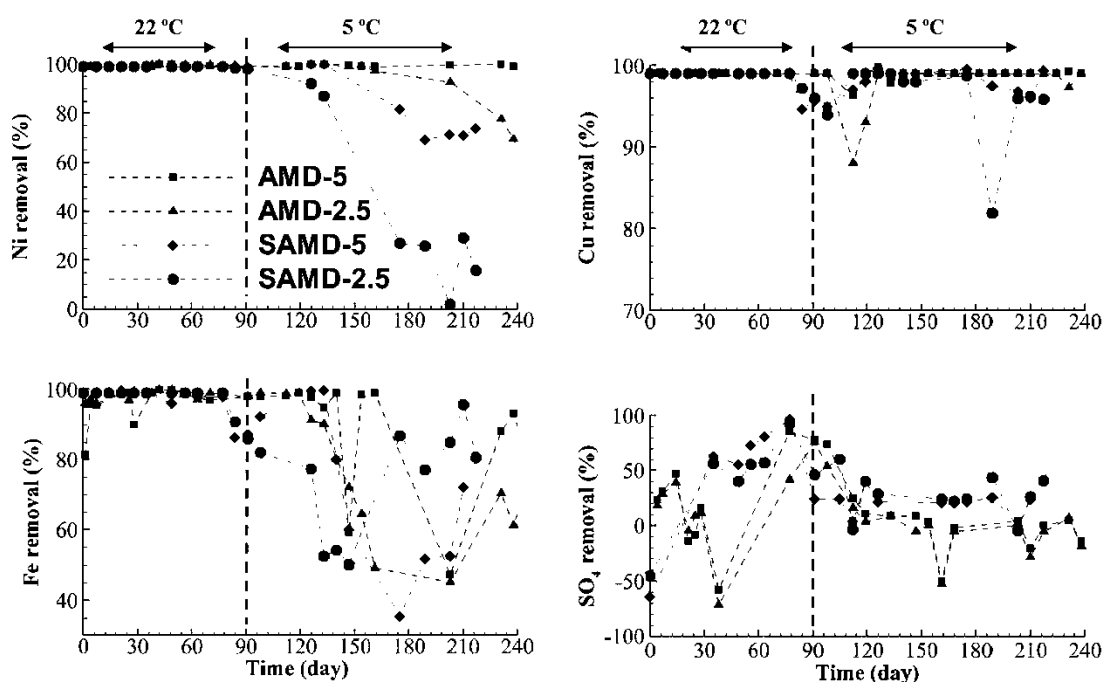 22 °C
5 °C
Ni removal (%)
100
80
60
40
20
0
AMD-5
AMD-2.5
SAMD-5
SAMD-2.5
0 30 60 90 120 150 180 210 240
22 °C
5 °C
Cu removal (%)
100
90
80
70
0 30 60 90 120 150 180 210 240
Fe removal (%)
100
80
60
40
0 30 60 90 120 150 180 210 240
Time (day)
SO4 removal (%)
100
50
0
-50
-100
0 30 60 90 120 150 180 210 240
Time (day)